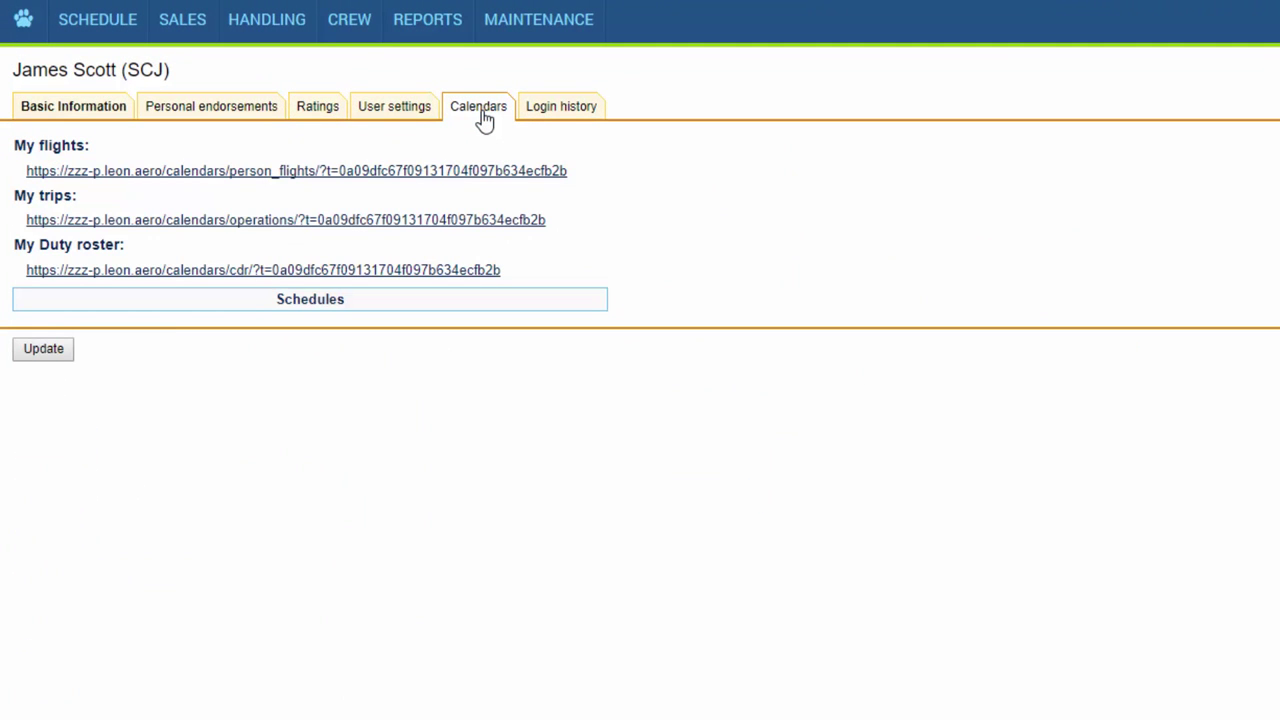 SCHEDULE SALES HANDLING CREW REPORTS MAINTENANCE
James Scott (SCJ)
Basic Information Personal endorsements Ratings User settings Calendars Login history
My flights:
https://zzz-p.leon.aero/calendars/person_flights/?t=0a09dfc67f09131704f097b634ecfb2b
My trips:
https://zzz-p.leon.aero/calendars/operations/?t=0a09dfc67f09131704f097b634ecfb2b
My Duty roster:
https://zzz-p.leon.aero/calendars/cdr/?t=0a09dfc67f09131704f097b634ecfb2b
Schedules
Update